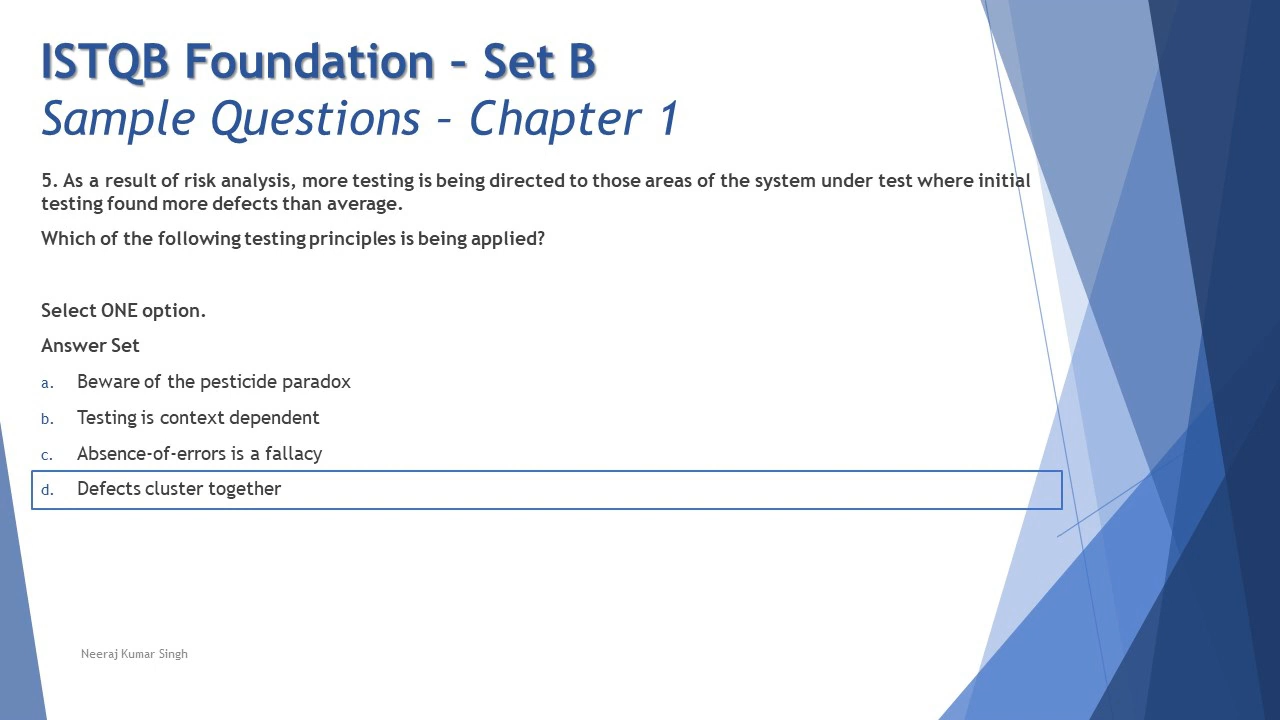 ISTQB Foundation – Set B
Sample Questions – Chapter 1
5. As a result of risk analysis, more testing is being directed to those areas of the system under test where initial
testing found more defects than average.
Which of the following testing principles is being applied?
Select ONE option.
Answer Set
a. Beware of the pesticide paradox
b. Testing is context dependent
c. Absence-of-errors is a fallacy
d. Defects cluster together
Neeraj Kumar Singh